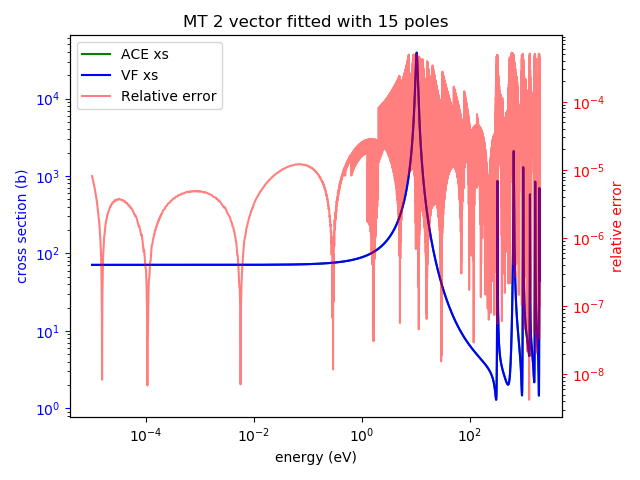 MT 2 vector fitted with 15 poles
ACE xs
VF xs
Relative error
cross section (b)
10^4
10^3
10^2
10^1
10^0
10^-4
10^-5
10^-6
10^-7
10^-8
relative error
10^-4
10^-2
10^0
10^2
energy (eV)